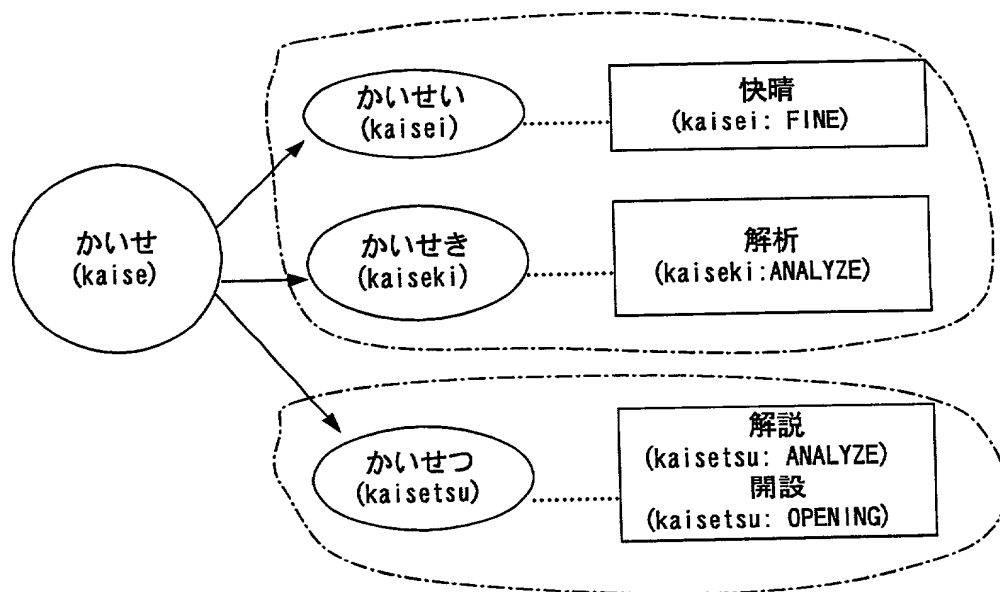 かいせ
(kaise)
かいせい
(kaisei)
快晴
(kaisei: FINE)
かいせき
(kaiseki)
解析
(kaiseki:ANALYZE)
かいせつ
(kaisetsu)
解説
(kaisetsu: ANALYZE)
開設
(kaisetsu: OPENING)